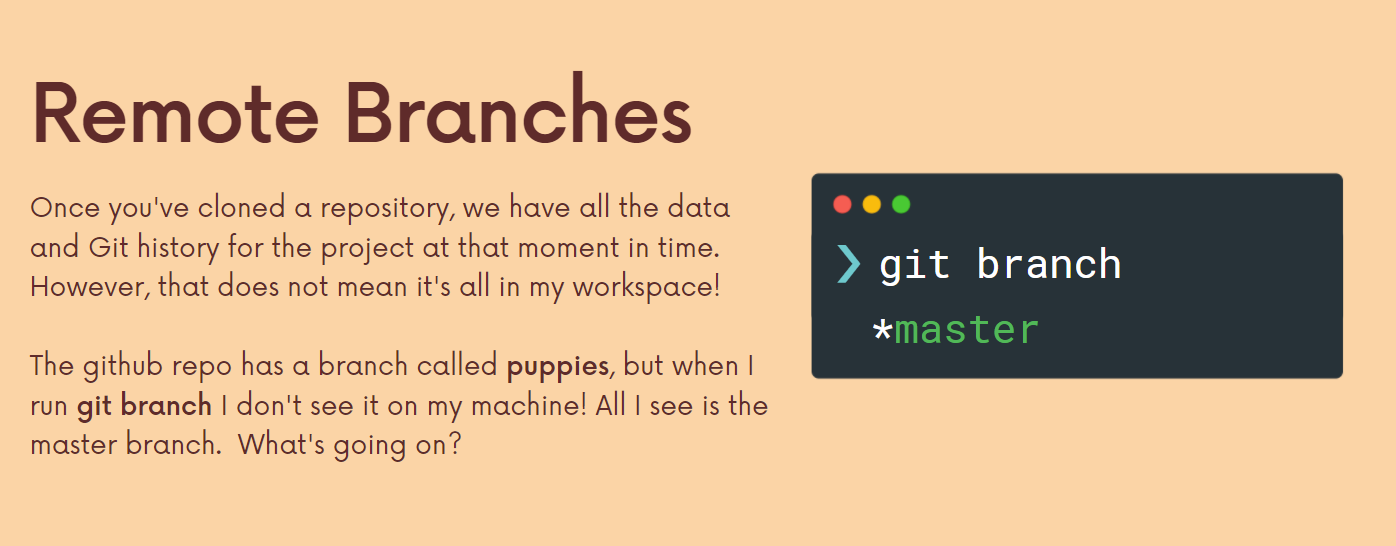 Remote Branches
Once you've cloned a repository, we have all the data
and Git history for the project at that moment in time.
However, that does not mean it's all in my workspace!
The github repo has a branch called puppies, but when I
run git branch I don't see it on my machine! All I see is the
master branch.  What's going on?
❯ git branch
*master